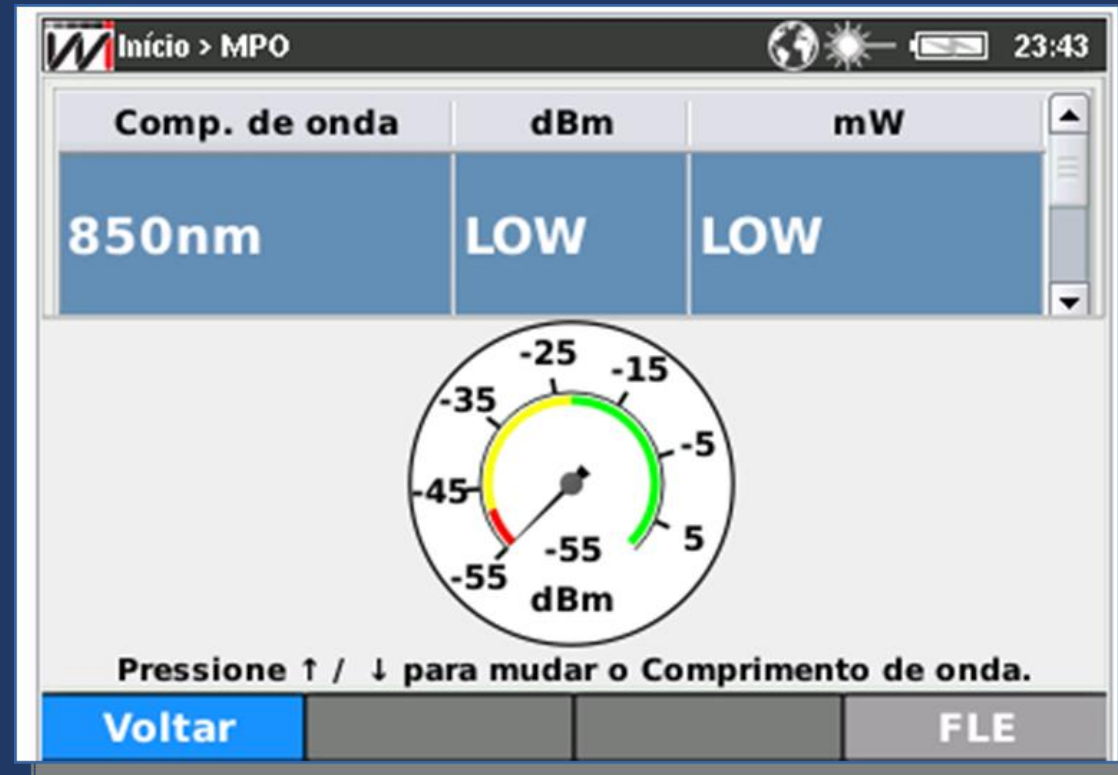 Início > MPO 23:43
Comp. de onda dBm mW
850nm LOW LOW
-25
-15
-35
-5
-45
5
-55
-55
dBm
Pressione ↑ / ↓ para mudar o Comprimento de onda.
Voltar FLE